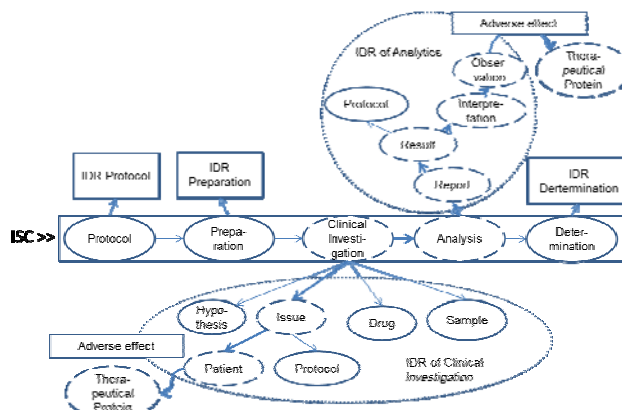 Adverse effect
IDR of Analytics
Obser
vation
Thera-
peutical
Protein
Protocol
Interpre-
tation
Result
Report
IDR Protocol
IDR
Preparation
IDR
Dertermination
ISC >>
Protocol
Prepa-
ration
Clinical
Investi-
gation
Analysis
Deter-
mination
Hypo-
thesis
Issue
Drug
Sample
Adverse effect
Patient
Protocol
IDR of Clinical
Investigation
Thera-
peutical
Protein